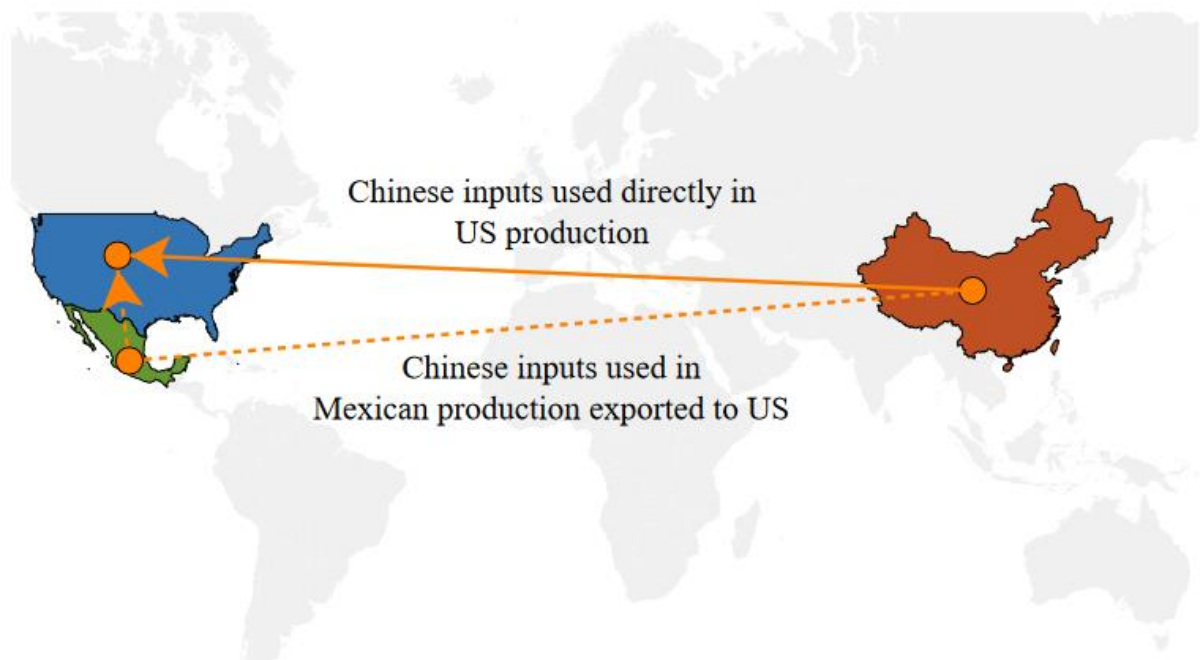 Chinese inputs used directly in
US production
Chinese inputs used in
Mexican production exported to US